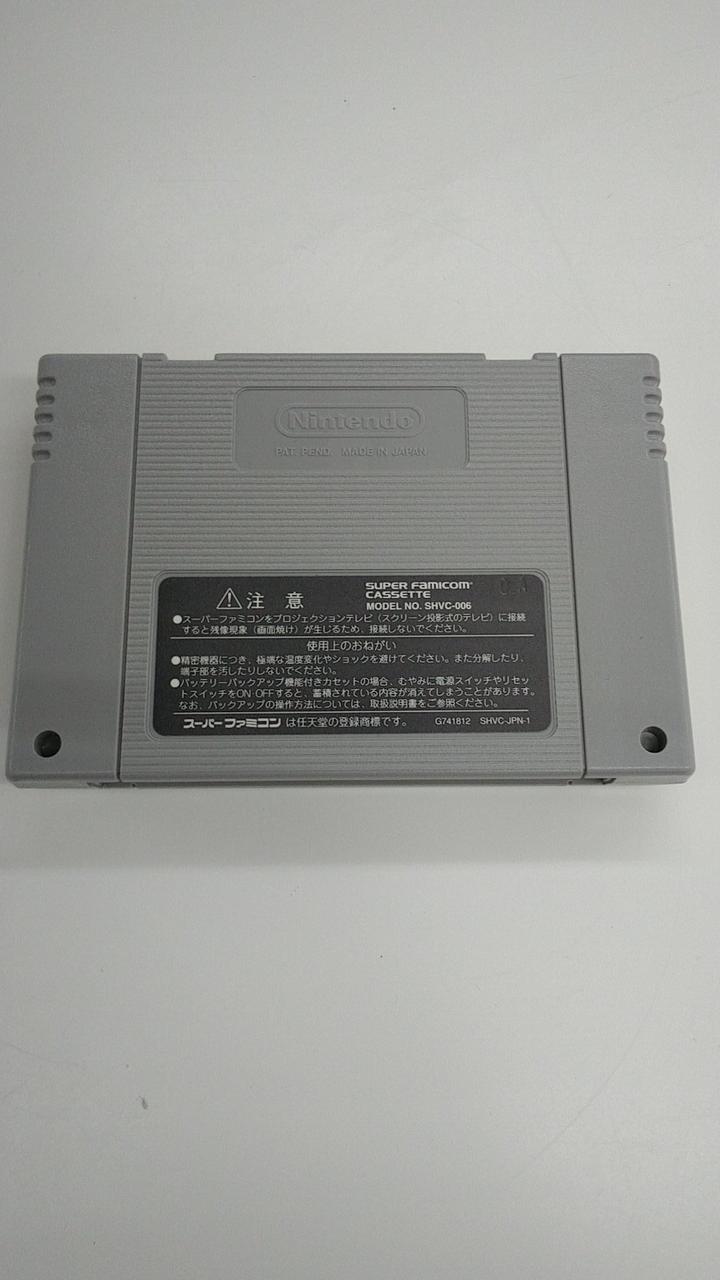 Nintendo
PAT. PEND. MADE IN JAPAN
注意
SUPER FAMICOM
CASSETTE
MODEL NO. SHVC-006
●スーパーファミコンをプロジェクションテレビ(スクリーン投影式のテレビ)に接続
すると残像現象(画面焼け)が生じるため、接続しないでください。
使用上のおねがい
●精密機器につき、極端な温度変化やショックを避けてください。また分解したり、
端子部を汚したりしないでください。
●バッテリーバックアップ機能付きカセットの場合、むやみに電源スイッチやリセッ
トスイッチをON・OFFすると、蓄積されている内容が消えてしまうことがあります。
なお、バックアップの操作方法については、取扱説明書をご参照ください。
スーパーファミコン は任天堂の登録商標です。 G741812 SHVC-JPN-1